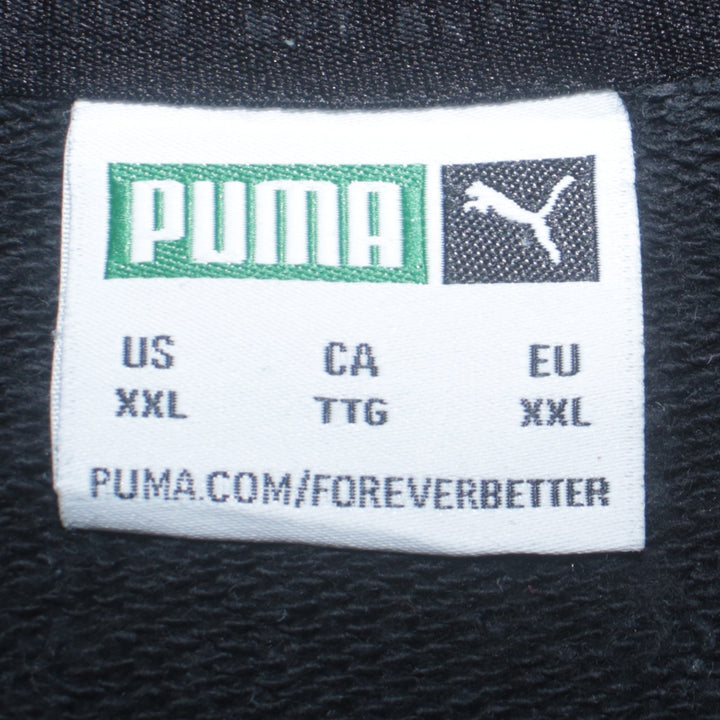 PUMA
US CA EU
XXL TTG XXL
PUMA.COM/FOREVERBETTER